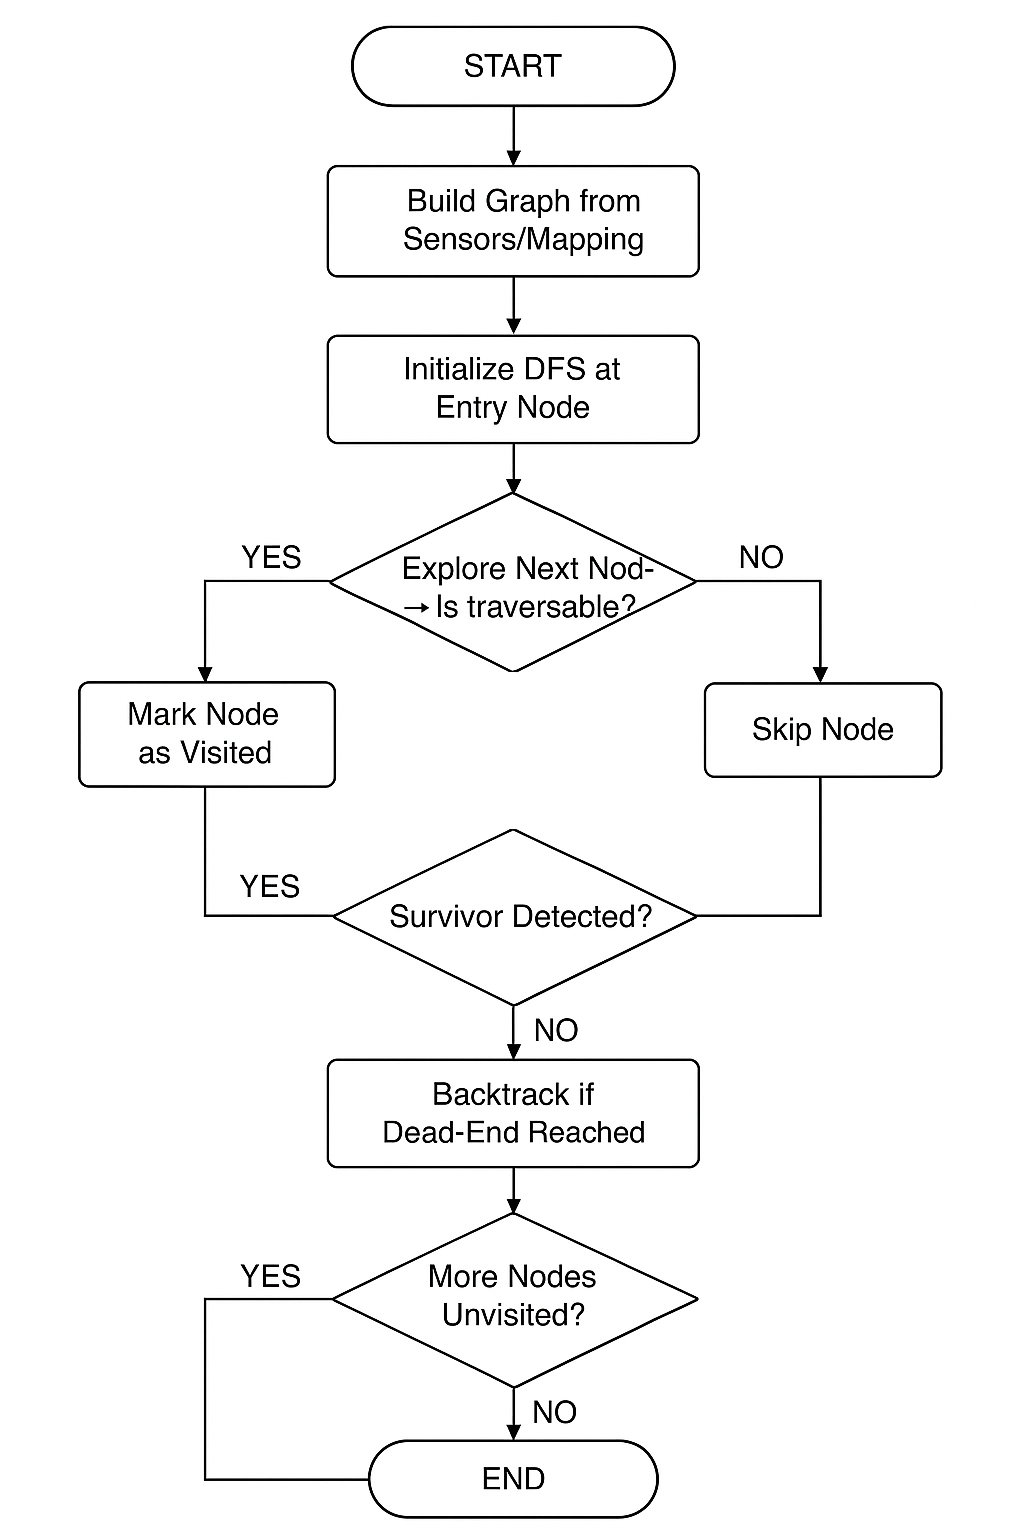 START
Build Graph from
Sensors/Mapping
Initialize DFS at
Entry Node
YES
NO
Explore Next Nod-
→ Is traversable?
Mark Node
as Visited
Skip Node
YES
Survivor Detected?
NO
Backtrack if
Dead-End Reached
YES
More Nodes
Unvisited?
NO
END